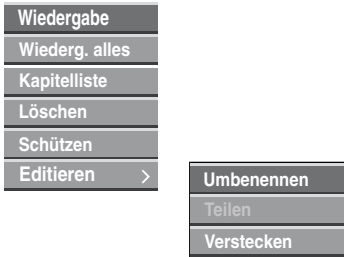 Wiedergabe
Wiederg. alles
Kapitelliste
Löschen
Schützen
Editieren >
Umbenennen
Teilen
Verstecken